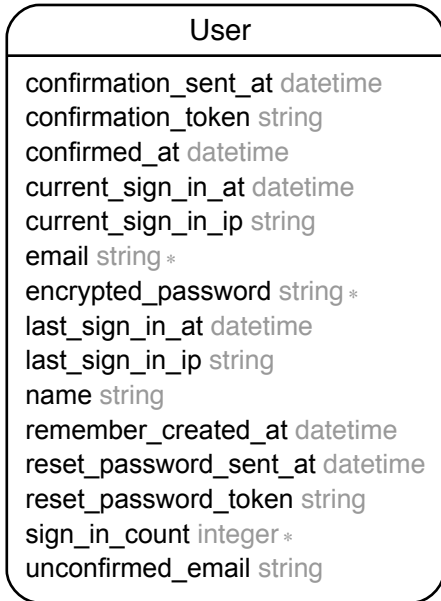 User
confirmation_sent_at datetime
confirmation_token string
confirmed_at datetime
current_sign_in_at datetime
current_sign_in_ip string
email string *
encrypted_password string *
last_sign_in_at datetime
last_sign_in_ip string
name string
remember_created_at datetime
reset_password_sent_at datetime
reset_password_token string
sign_in_count integer *
unconfirmed_email string